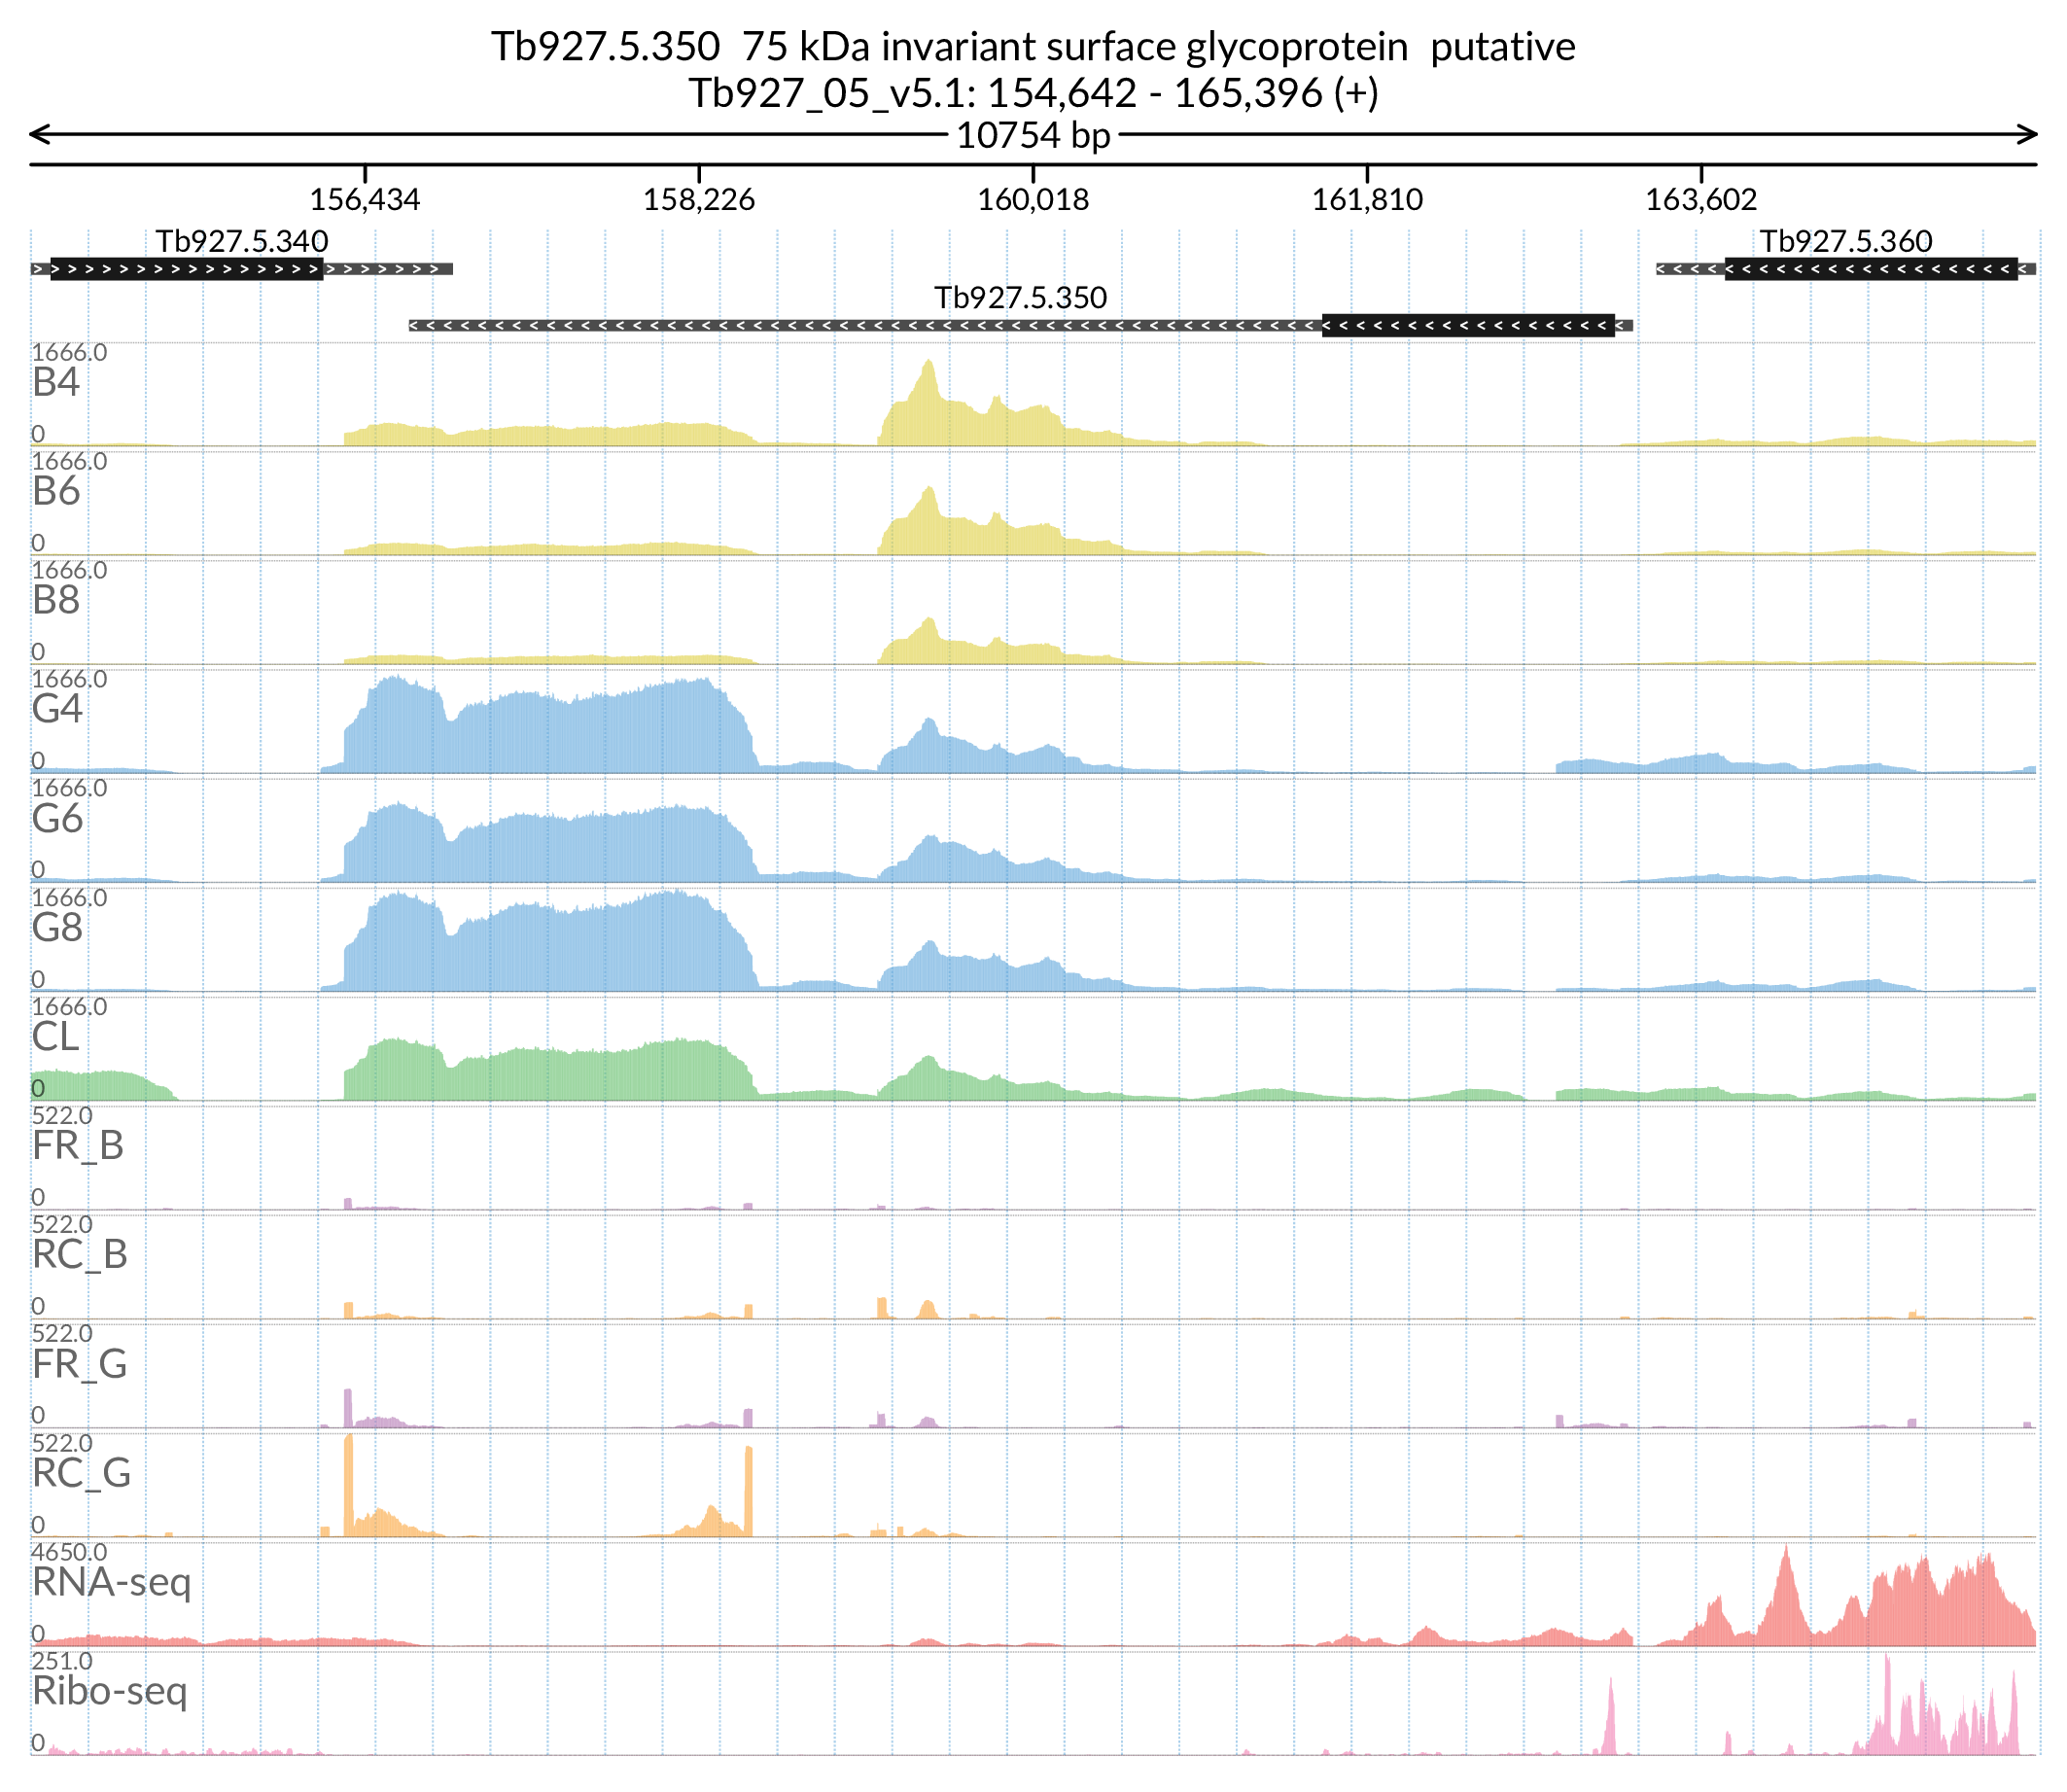 Tb927.5.350  75 kDa invariant surface glycoprotein  putative
Tb927_05_v5.1: 154,642 - 165,396 (+)
10754 bp
156,434 158,226 160,018 161,810 163,602
Tb927.5.340 Tb927.5.360
Tb927.5.350
1666.0
B4
0
1666.0
B6
0
1666.0
B8
0
1666.0
G4
0
1666.0
G6
0
1666.0
G8
0
1666.0
CL
0
522.0
FR_B
0
522.0
RC_B
0
522.0
FR_G
0
522.0
RC_G
0
4650.0
RNA-seq
0
251.0
Ribo-seq
0